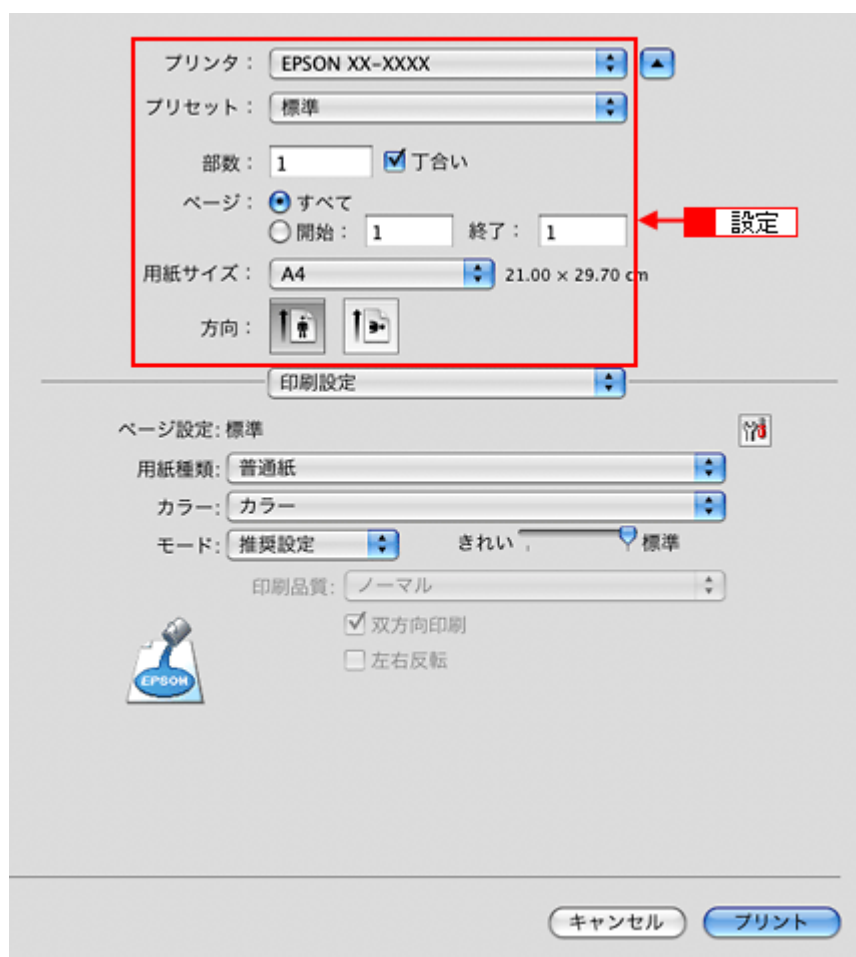 プリンタ： EPSON XX-XXXX
プリセット： 標準
部数： 1 丁合い
ページ： すべて
開始： 1 終了： 1
設定
用紙サイズ： A4 21.00 × 29.70 cm
方向：
印刷設定
ページ設定: 標準
用紙種類: 普通紙
カラー: カラー
モード: 推奨設定 きれい 標準
印刷品質: ノーマル
双方向印刷
左右反転
EPSON
キャンセル プリント